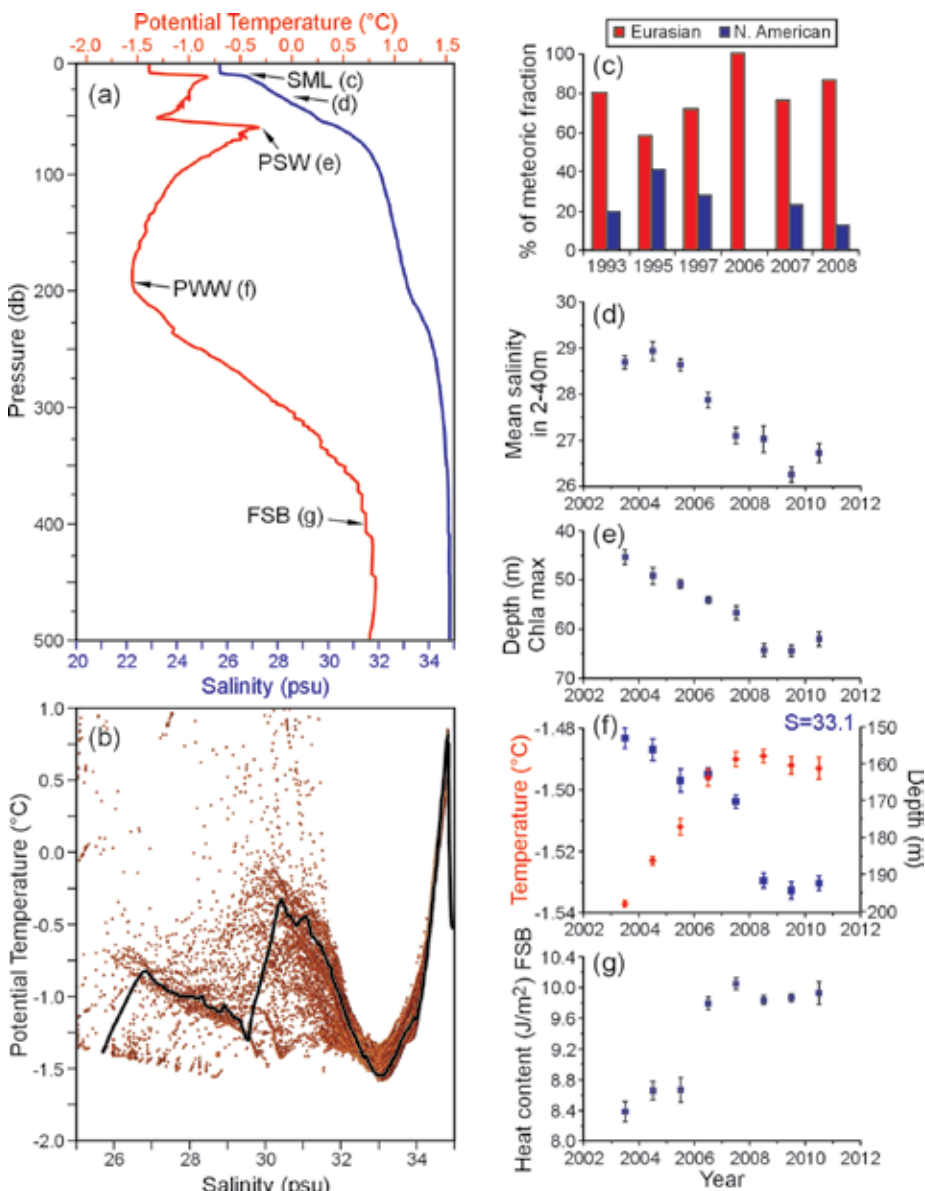 Potential Temperature (°C)
-2.0 -1.5 -1.0 -0.5 0.0 0.5 1.0 1.5
(a)
SML (c)
(d)
PSW (e)
PWW (f)
FSB (g)
Pressure (db)
0
100
200
300
400
500
20 22 24 26 28 30 32 34
Salinity (psu)
(b)
Potential Temperature (°C)
1.0
0.5
0.0
-0.5
-1.0
-1.5
-2.0
26 28 30 32 34
Salinity (psu)
Eurasian N. American
(c)
% of meteoric fraction
100
80
60
40
20
0
1993 1995 1997 2006 2007 2008
(d)
Mean salinity
in 2-40m
30
29
28
27
26
2002 2004 2006 2008 2010 2012
(e)
Depth (m)
Chla max
40
50
60
70
2002 2004 2006 2008 2010 2012
(f)
S=33.1
Temperature (°C)
-1.48
-1.50
-1.52
-1.54
150
160
170
180
190
200
Depth (m)
2002 2004 2006 2008 2010 2012
(g)
Heat content (J/m²) FSB
10.4
9.6
8.8
8.4
8.0
2002 2004 2006 2008 2010 2012
Year